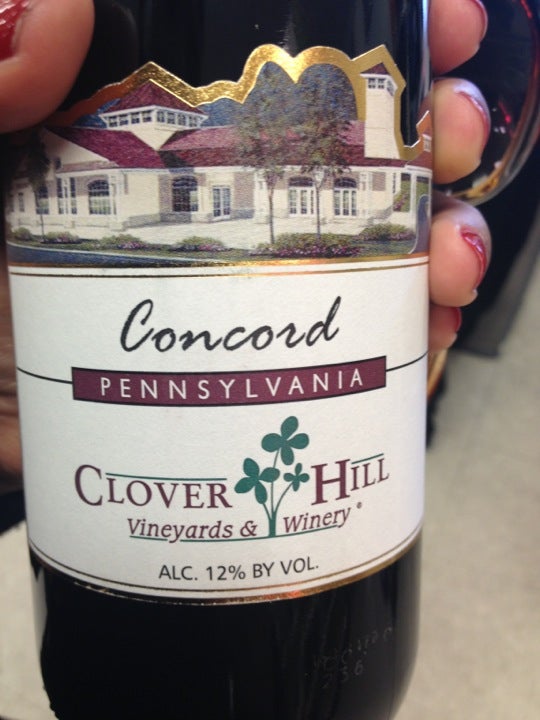 Concord
PENNSYLVANIA
CLOVER HILL
Vineyards & Winery®
ALC. 12% BY VOL.